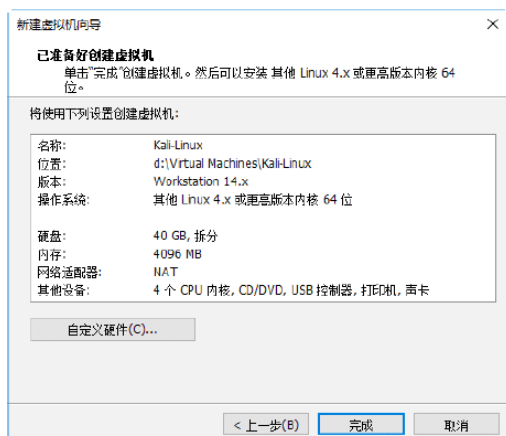 新建虚拟机向导
已准备好创建虚拟机
单击"完成"创建虚拟机。然后可以安装 其他 Linux 4.x 或更高版本内核 64
位。
将使用下列设置创建虚拟机:
名称: Kali-Linux
位置: d:\Virtual Machines\Kali-Linux
版本: Workstation 14.x
操作系统: 其他 Linux 4.x 或更高版本内核 64 位
硬盘: 40 GB, 拆分
内存: 4096 MB
网络适配器: NAT
其他设备: 4 个 CPU 内核, CD/DVD, USB 控制器, 打印机, 声卡
自定义硬件(C)...
< 上一步(B) 完成 取消